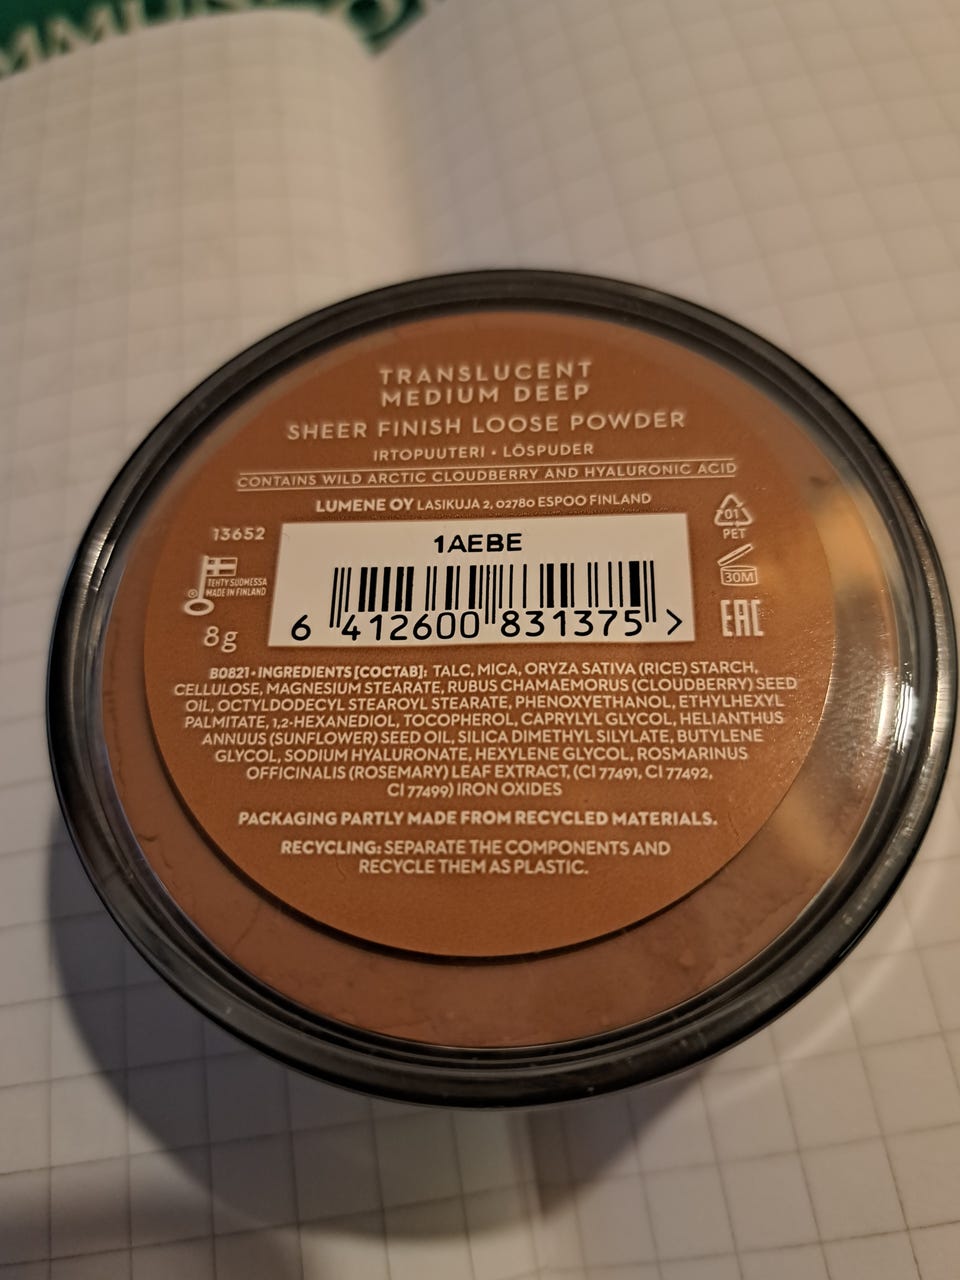 TRANSLUCENT
MEDIUM DEEP
SHEER FINISH LOOSE POWDER
IRTOPUUTERI • LÖSPUDER
CONTAINS WILD ARCTIC CLOUDBERRY AND HYALURONIC ACID
LUMENE OY LASIKUJA 2, 02780 ESPOO FINLAND
13652
TEHTY SUOMESSA
MADE IN FINLAND
8g
1AEBE
6 412600 831375 >
01
PET
30M
EAC
B0821 • INGREDIENTS [СОСТАВ]: TALC, MICA, ORYZA SATIVA (RICE) STARCH,
CELLULOSE, MAGNESIUM STEARATE, RUBUS CHAMAEMORUS (CLOUDBERRY) SEED
OIL, OCTYLDODECYL STEAROYL STEARATE, PHENOXYETHANOL, ETHYLHEXYL
PALMITATE, 1,2-HEXANEDIOL, TOCOPHEROL, CAPRYLYL GLYCOL, HELIANTHUS
ANNUUS (SUNFLOWER) SEED OIL, SILICA DIMETHYL SILYLATE, BUTYLENE
GLYCOL, SODIUM HYALURONATE, HEXYLENE GLYCOL, ROSMARINUS
OFFICINALIS (ROSEMARY) LEAF EXTRACT, (CI 77491, CI 77492,
CI 77499) IRON OXIDES
PACKAGING PARTLY MADE FROM RECYCLED MATERIALS.
RECYCLING: SEPARATE THE COMPONENTS AND
RECYCLE THEM AS PLASTIC.